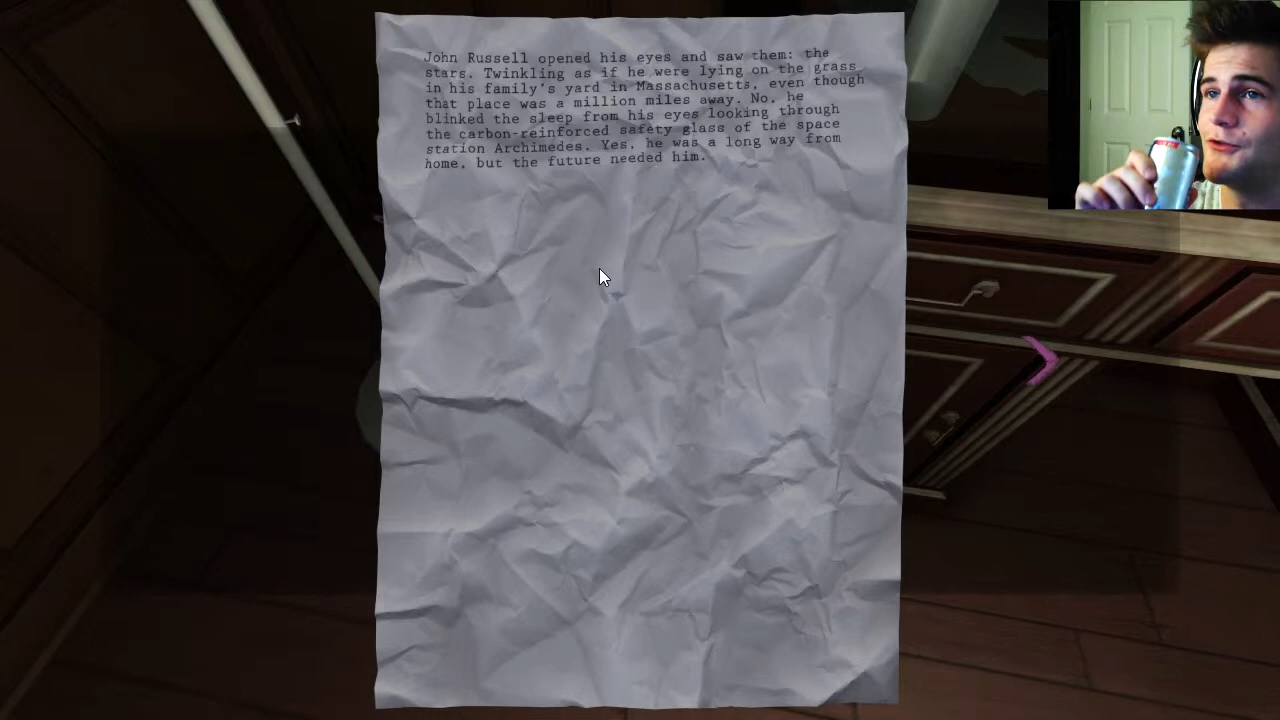 John Russell opened his eyes and saw them: the
stars. Twinkling as if he were lying on the grass
in his family's yard in Massachusetts, even though
that place was a million miles away. No, he
blinked the sleep from his eyes looking through
the carbon-reinforced safety glass of the space
station Archimedes. Yes, he was a long way from
home, but the future needed him.